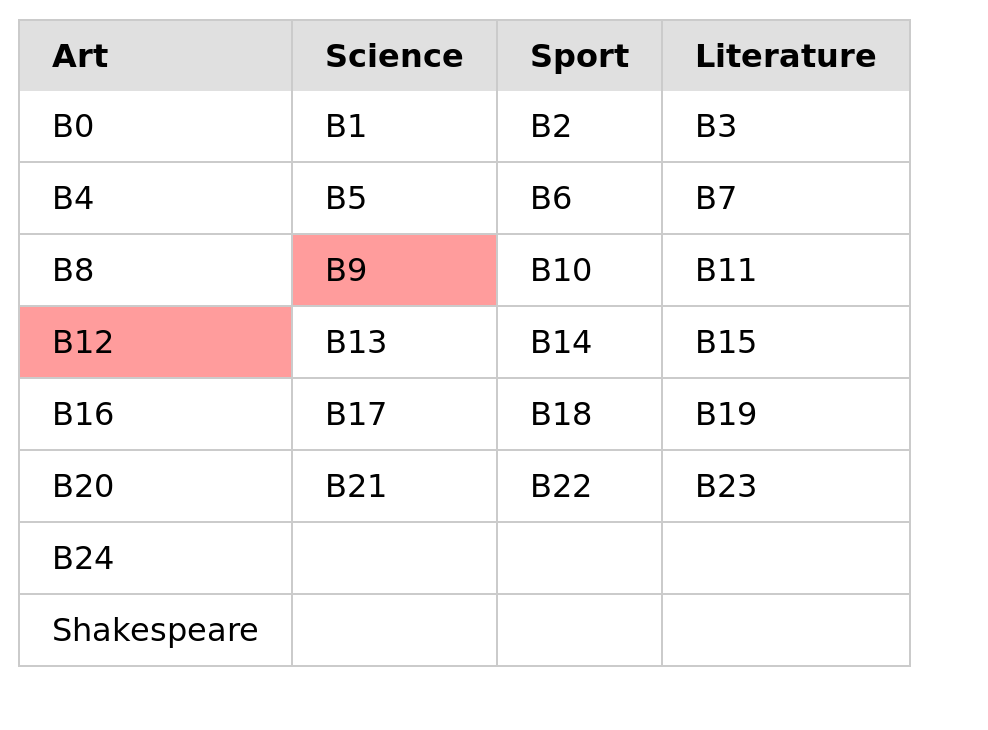 Art Science Sport Literature
B0 B1 B2 B3
B4 B5 B6 B7
B8 B9 B10 B11
B12 B13 B14 B15
B16 B17 B18 B19
B20 B21 B22 B23
B24
Shakespeare